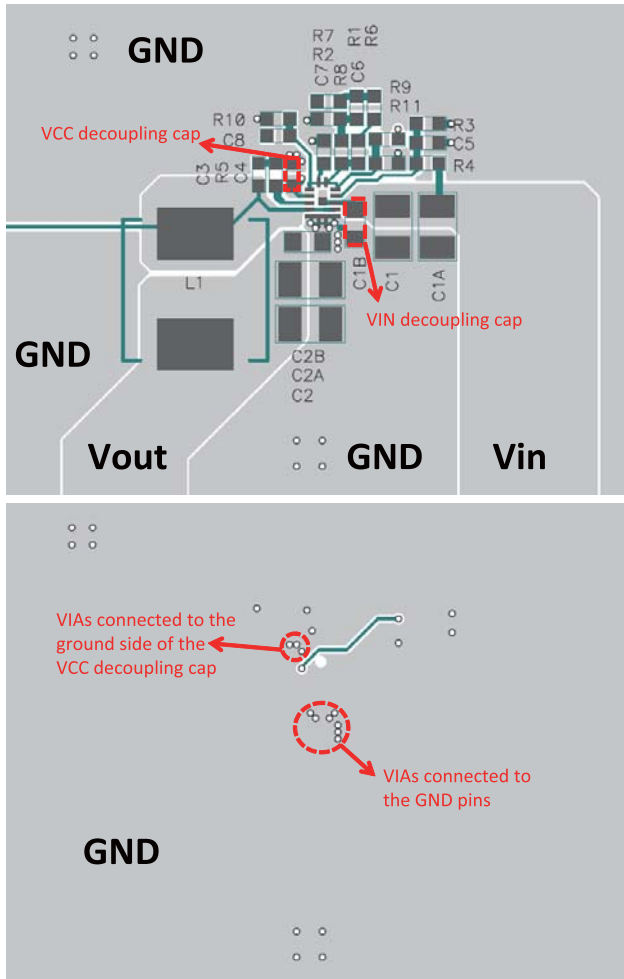 GND
R7
R2
C7
R8
C6
R1
R6
R9
R11
R10
C8
R3
C5
R4
VCC decoupling cap
C3
R5
C4
L1
C1B
C1
C1A
VIN decoupling cap
GND
C2B
C2A
C2
Vout
GND
Vin
VIAs connected to the
ground side of the
VCC decoupling cap
VIAs connected to
the GND pins
GND